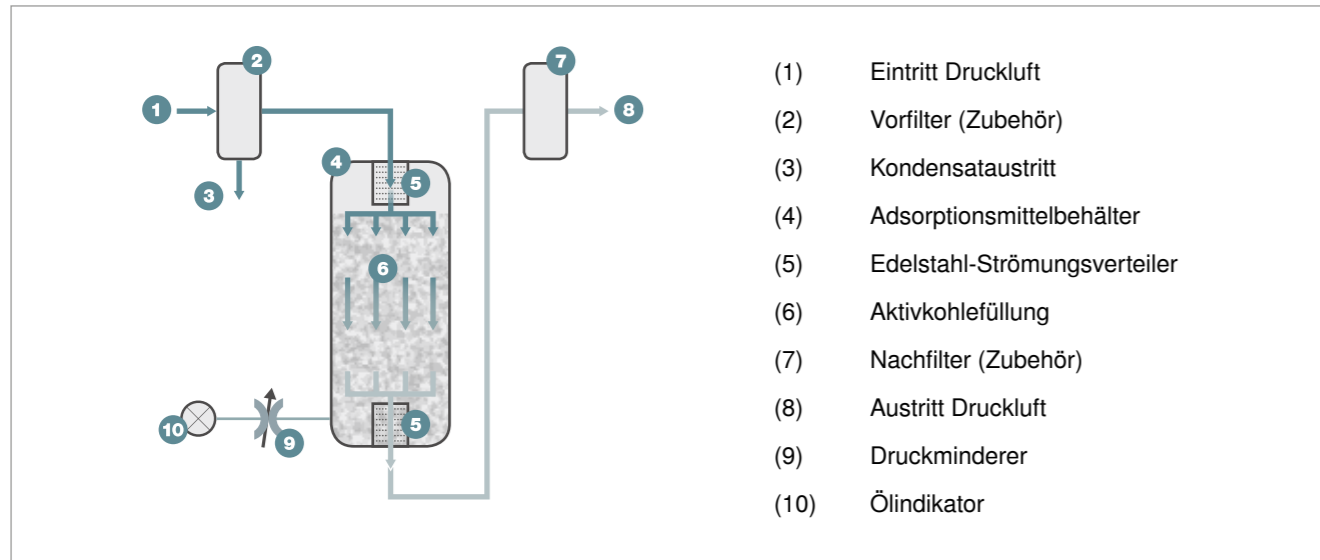 2
7
1
8
4
5
3
6
5
10
9
(1) Eintritt Druckluft
(2) Vorfilter (Zubehör)
(3) Kondensataustritt
(4) Adsorptionsmittelbehälter
(5) Edelstahl-Strömungsverteiler
(6) Aktivkohlefüllung
(7) Nachfilter (Zubehör)
(8) Austritt Druckluft
(9) Druckminderer
(10) Ölindikator